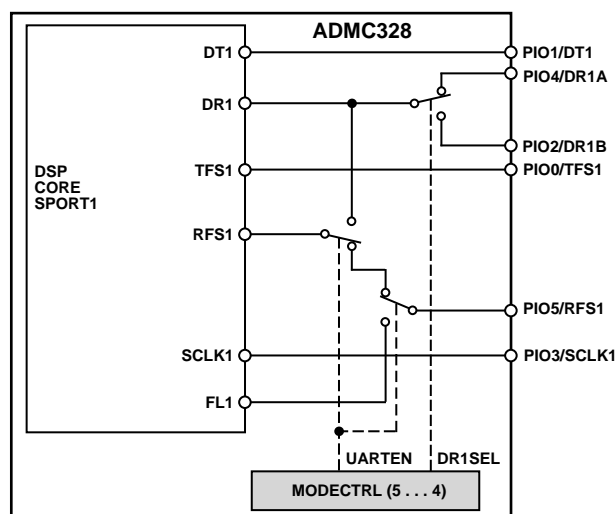 ADMC328
DT1
PIO1/DT1
PIO4/DR1A
DR1
PIO2/DR1B
DSP
CORE
SPORT1
TFS1
PIO0/TFS1
RFS1
PIO5/RFS1
SCLK1
PIO3/SCLK1
FL1
UARTEN
DR1SEL
MODECTRL (5 . . . 4)